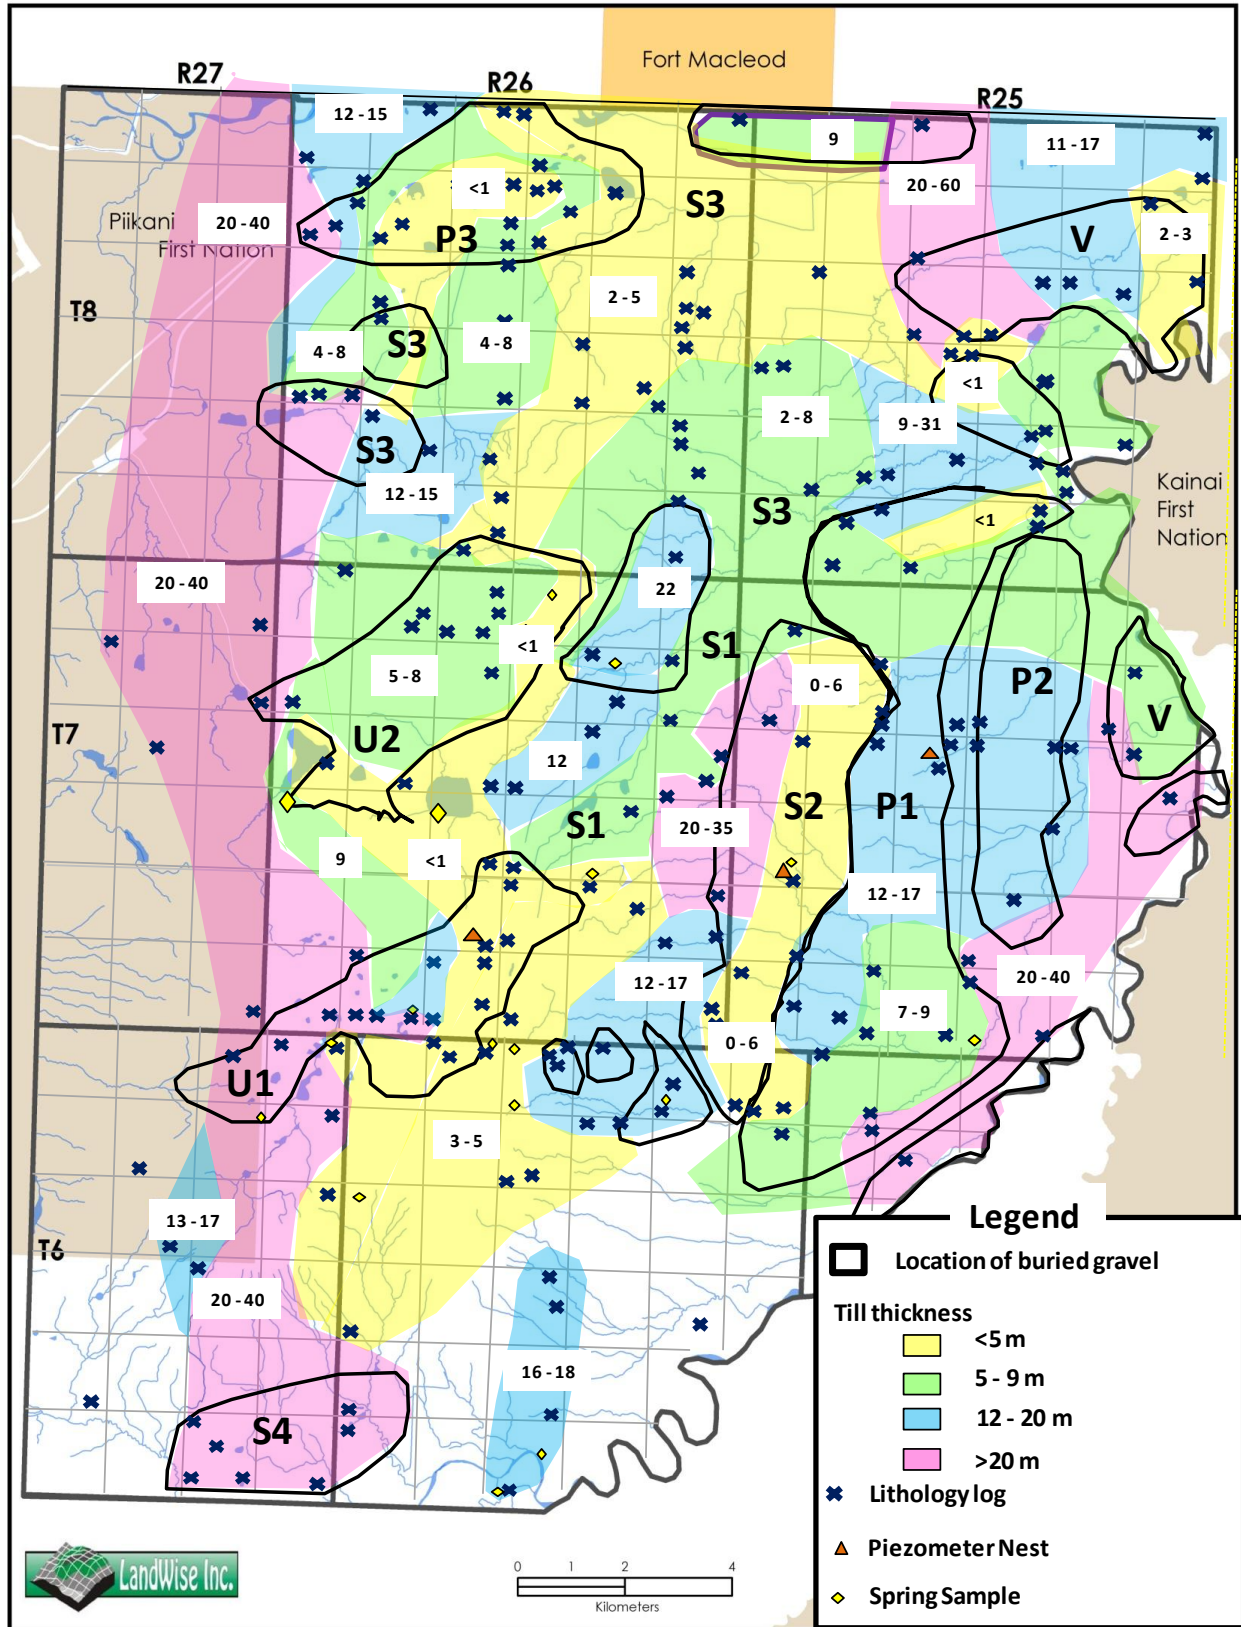 Fort Macleod
R27
R26
R25
12-15
9
11-17
<1
20-60
S3
Piikani
First Nation
20-40
P3
V
2-3
T8
2-5
S3
4-8
4-8
<1
2-8
9-31
S3
12-15
Kainai
First
Nation
S3
<1
20-40
22
<1
S1
5-8
0-6
P2
U2
V
T7
12
S2
P1
S1
20-35
9
<1
12-17
12-17
20-40
7-9
0-6
U1
3-5
13-17
T6
20-40
16-18
S4
Legend
Location of buried gravel
Till thickness
<5 m
5 - 9 m
12 - 20 m
>20 m
Lithology log
Piezometer Nest
Spring Sample
LandWise Inc.
0 1 2 4
Kilometers